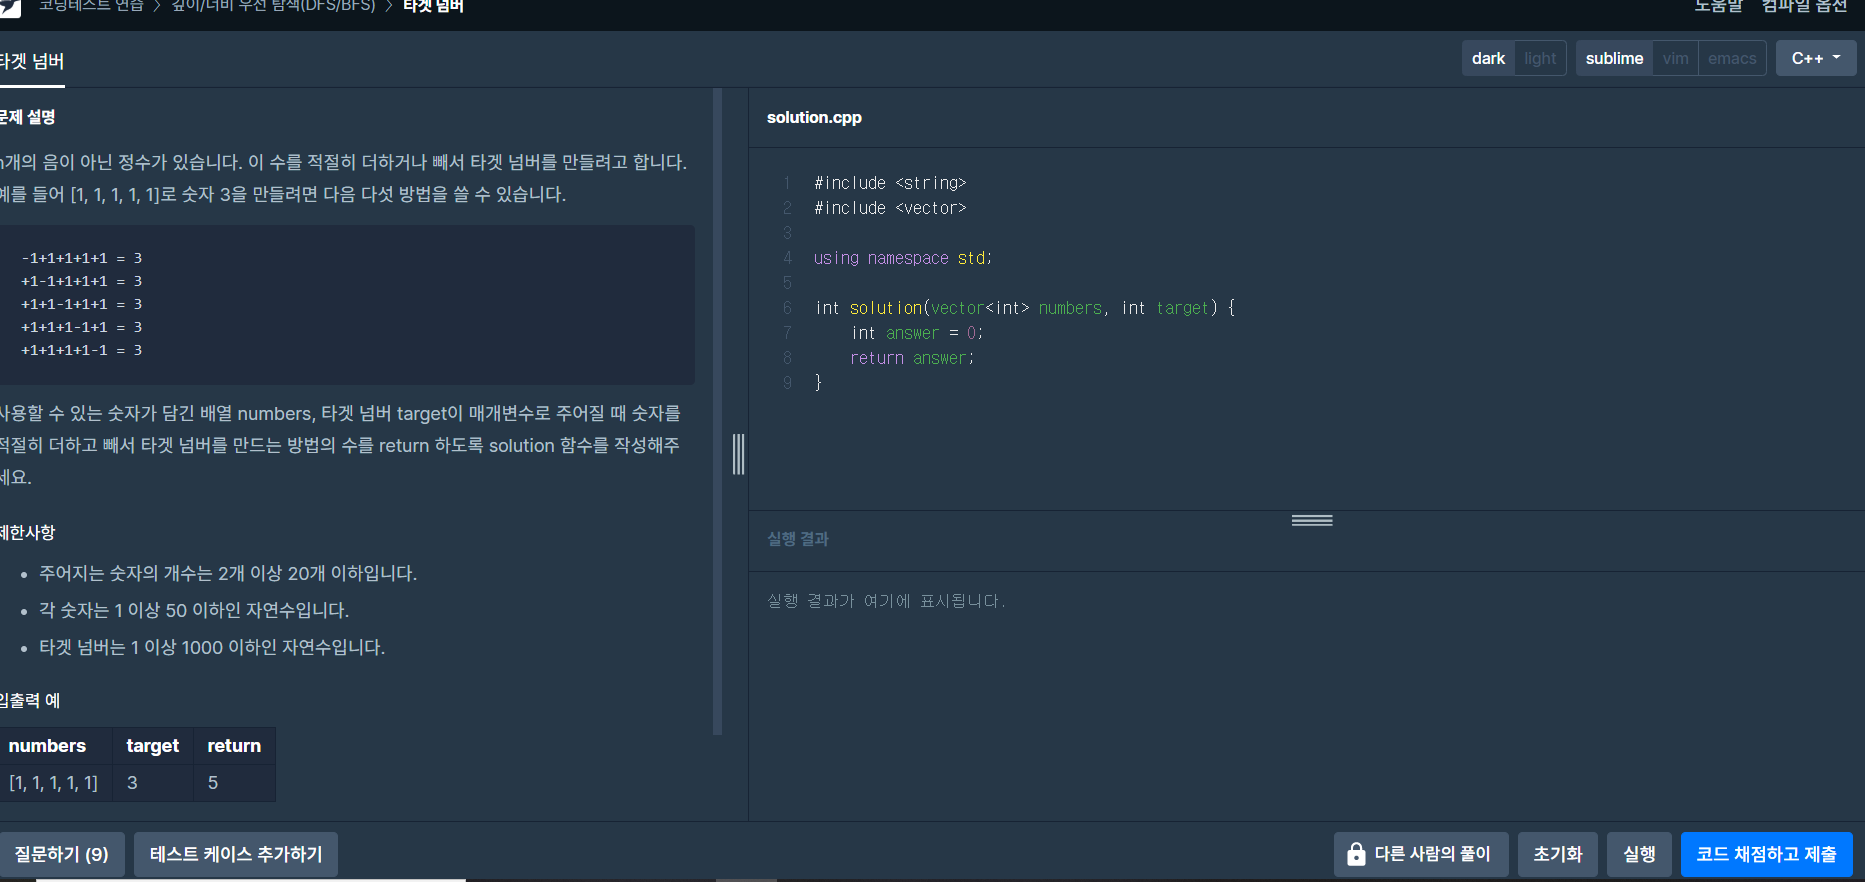 코딩테스트 연습 > 깊이/너비 우선 탐색(DFS/BFS) > 타겟 넘버
도움말 컴파일 옵션
타겟 넘버
dark light sublime vim emacs C++
문제 설명
n개의 음이 아닌 정수가 있습니다. 이 수를 적절히 더하거나 빼서 타겟 넘버를 만들려고 합니다.
예를 들어 [1, 1, 1, 1, 1]로 숫자 3을 만들려면 다음 다섯 방법을 쓸 수 있습니다.
-1+1+1+1+1 = 3
+1-1+1+1+1 = 3
+1+1-1+1+1 = 3
+1+1+1-1+1 = 3
+1+1+1+1-1 = 3
사용할 수 있는 숫자가 담긴 배열 numbers, 타겟 넘버 target이 매개변수로 주어질 때 숫자를
적절히 더하고 빼서 타겟 넘버를 만드는 방법의 수를 return 하도록 solution 함수를 작성해주
세요.
제한사항
• 주어지는 숫자의 개수는 2개 이상 20개 이하입니다.
• 각 숫자는 1 이상 50 이하인 자연수입니다.
• 타겟 넘버는 1 이상 1000 이하인 자연수입니다.
입출력 예
numbers target return
[1, 1, 1, 1, 1] 3 5
solution.cpp
1 #include <string>
2 #include <vector>
3
4 using namespace std;
5
6 int solution(vector<int> numbers, int target) {
7     int answer = 0;
8     return answer;
9 }
실행 결과
실행 결과가 여기에 표시됩니다.
질문하기 (9) 테스트 케이스 추가하기 다른 사람의 풀이 초기화 실행 코드 채점하고 제출